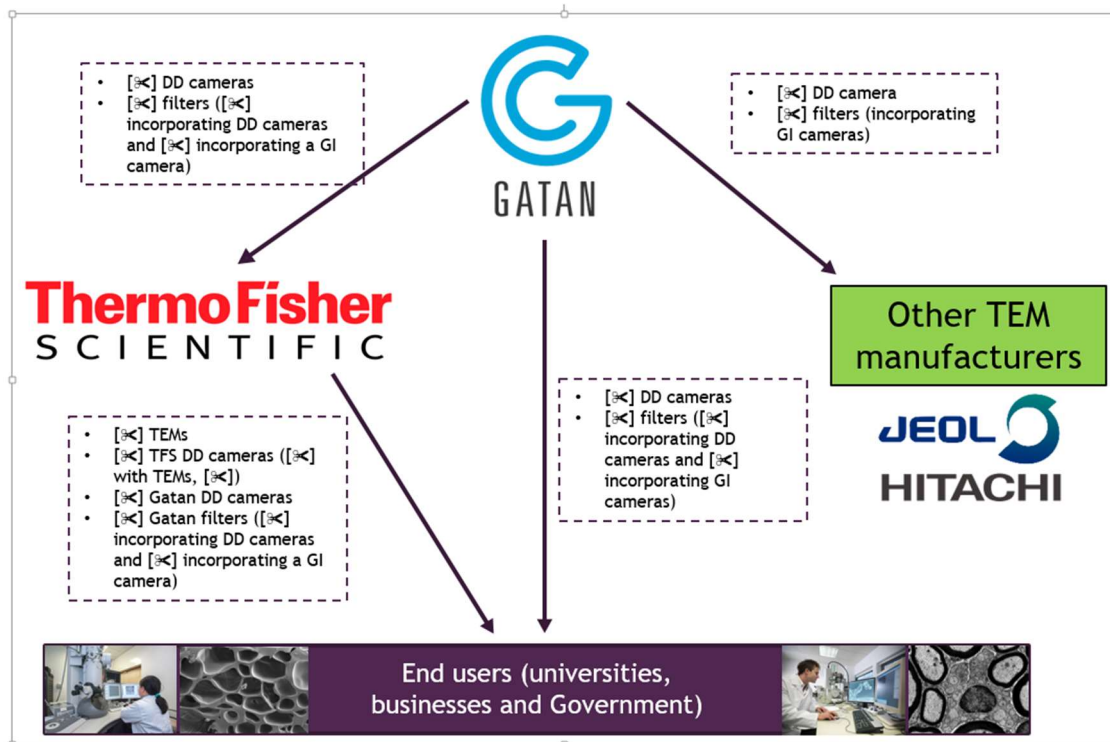 • [✂] DD cameras
• [✂] filters ([✂]
incorporating DD cameras
and [✂] incorporating a GI
camera)
GATAN
• [✂] DD camera
• [✂] filters (incorporating
GI cameras)
ThermoFisher
SCIENTIFIC
Other TEM
manufacturers
JEOL
HITACHI
• [✂] TEMs
• [✂] TFS DD cameras ([✂]
with TEMs, [✂])
• [✂] Gatan DD cameras
• [✂] Gatan filters ([✂]
incorporating DD cameras
and [✂] incorporating a GI
camera)
• [✂] DD cameras
• [✂] filters ([✂]
incorporating DD
cameras and [✂]
incorporating GI
cameras)
End users (universities,
businesses and Government)